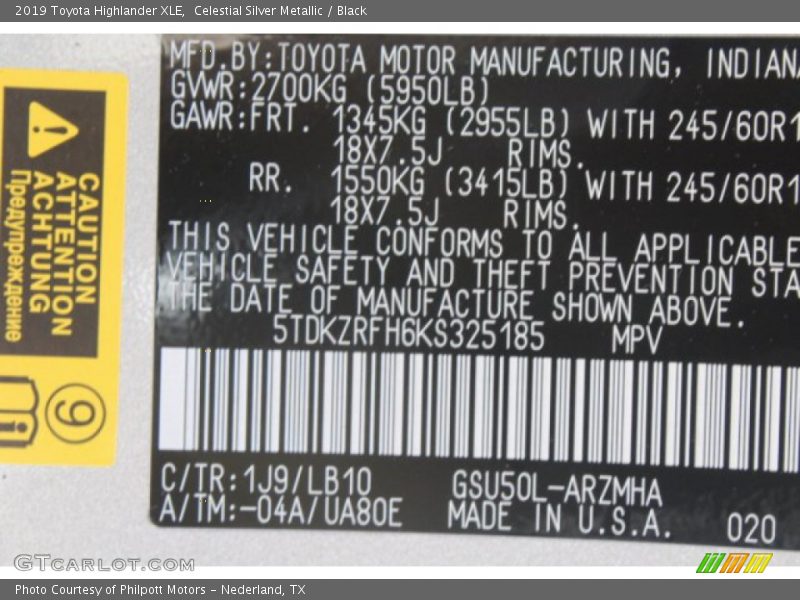 2019 Toyota Highlander XLE,  Celestial Silver Metallic / Black
MFD.BY:TOYOTA MOTOR MANUFACTURING, INDIANA
GVWR:2700KG (5950LB)
GAWR:FRT. 1345KG (2955LB) WITH 245/60R1
18X7.5J RIMS.
RR. 1550KG (3415LB) WITH 245/60R1
18X7.5J RIMS.
THIS VEHICLE CONFORMS TO ALL APPLICABLE
VEHICLE SAFETY AND THEFT PREVENTION STA
THE DATE OF MANUFACTURE SHOWN ABOVE.
5TDKZRFH6KS325185 MPV
C/TR:1J9/LB10 GSU50L-ARZMHA
A/TM:-04A/UA80E MADE IN U.S.A. 020
CAUTION
ATTENTION
ACHTUNG
Предупреждение
9
GTCARLOT.COM
Photo Courtesy of Philpott Motors - Nederland, TX